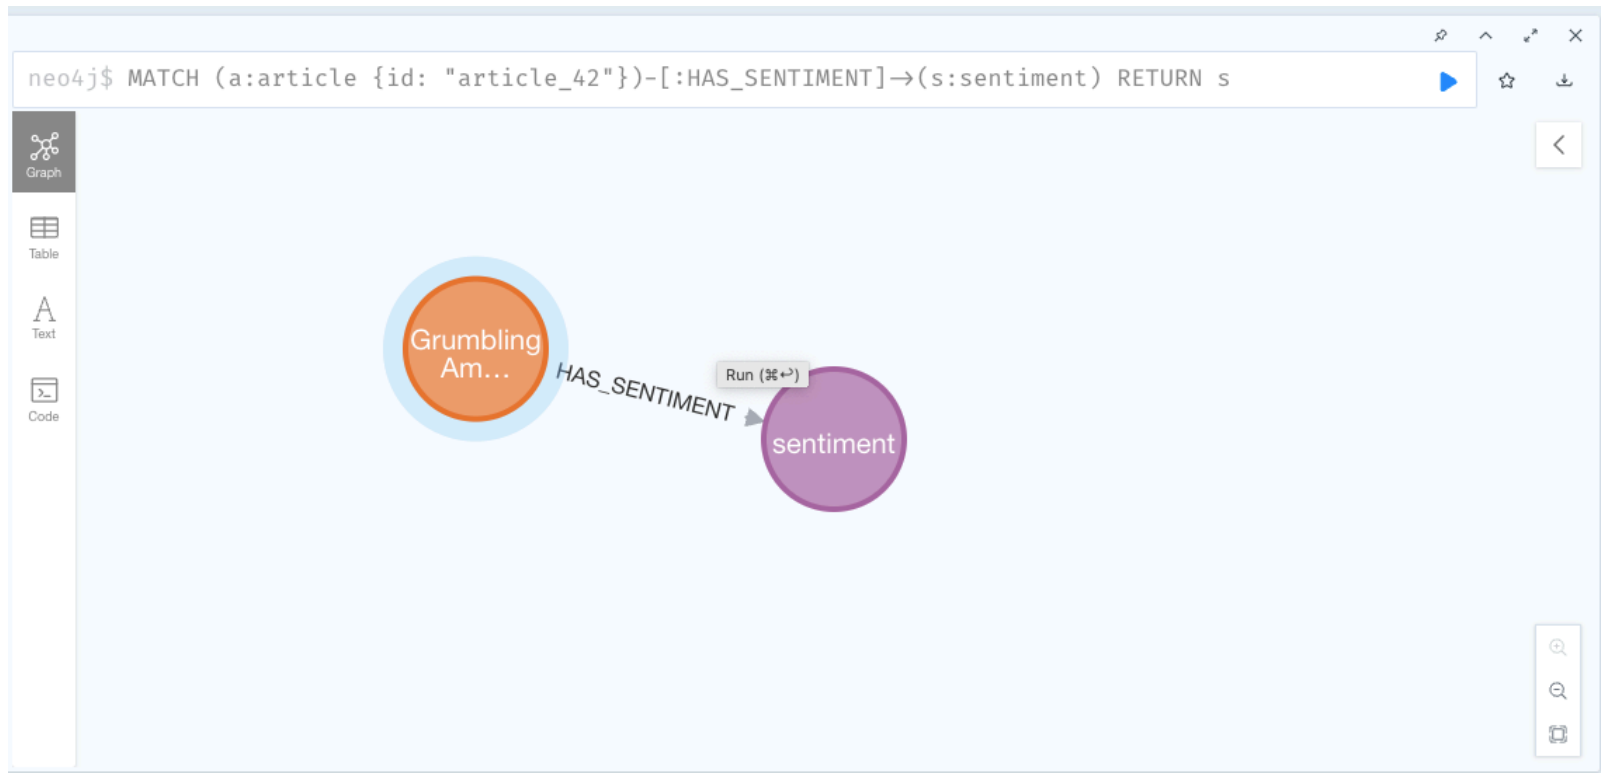 neo4j$ MATCH (a:article {id: "article_42"})-[:HAS_SENTIMENT]→(s:sentiment) RETURN s
Graph
Table
Text
Code
Grumbling
Am...
HAS_SENTIMENT
Run (⌘↩)
sentiment